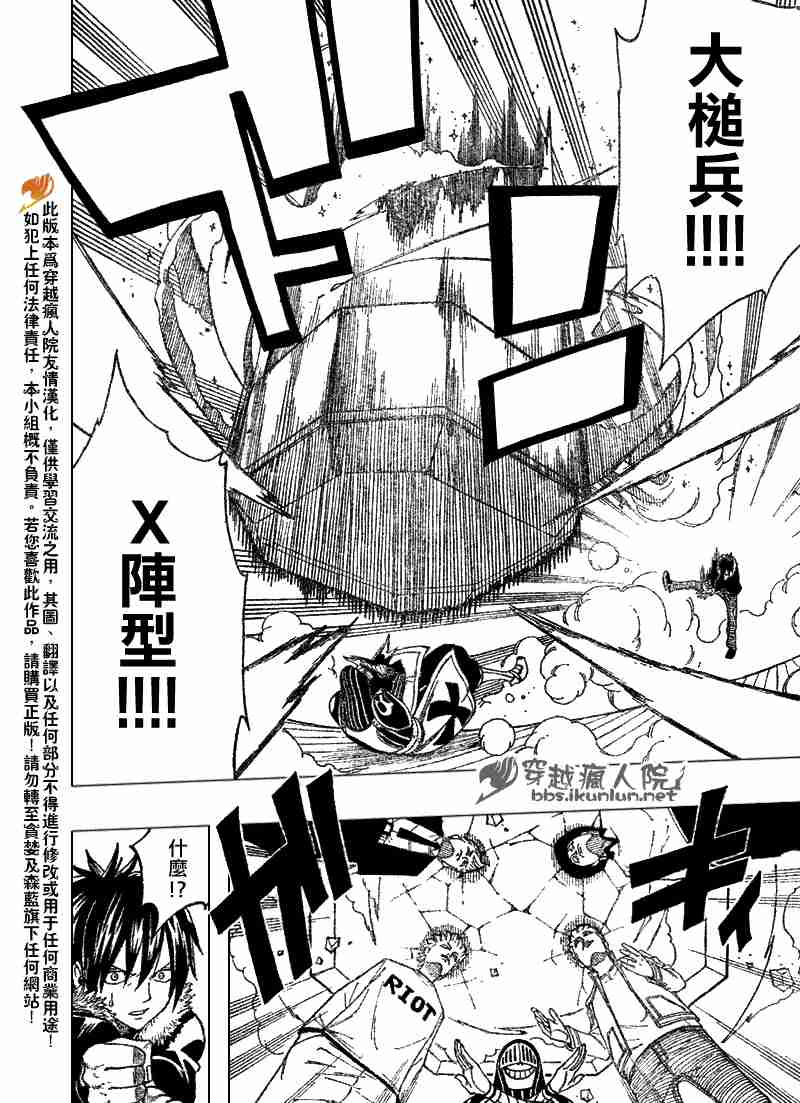 大槌兵!!!!
ドドォ
X陣型!!!!
穿越瘋人院
bbs.ikunlun.net
什麼!?
RIOT
此版本爲穿越瘋人院友情漢化，僅供學習交流之用，其圖、翻譯以及任何部分不得進行修改或用于任何商業用途！
如犯上任何法律責任，本小組概不負責。若您喜歡此作品，請購買正版！請勿轉至貪婪及森藍旗下任何網站！